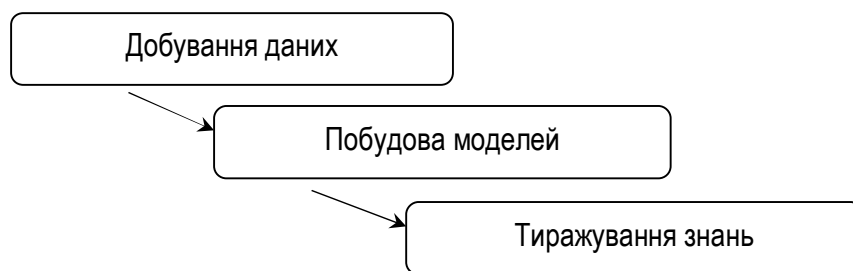 Добування даних
Побудова моделей
Тиражування знань